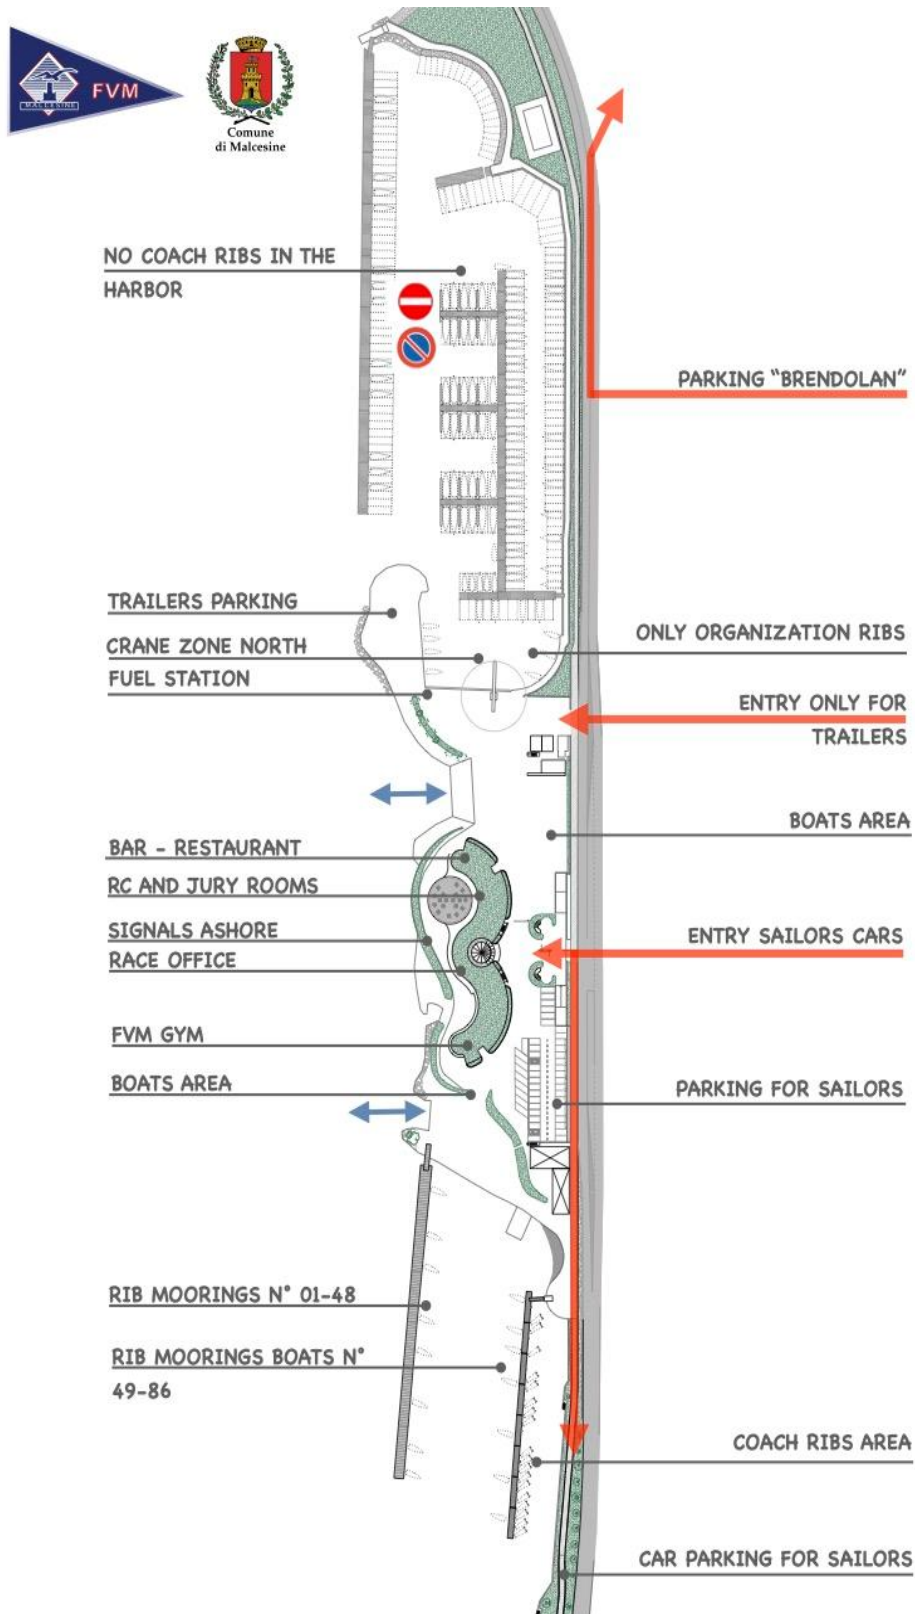 FVM
MALCESINE
Comune
di Malcesine
NO COACH RIBS IN THE
HARBOR
PARKING “BRENDOLAN”
TRAILERS PARKING
ONLY ORGANIZATION RIBS
CRANE ZONE NORTH
FUEL STATION
ENTRY ONLY FOR
TRAILERS
BOATS AREA
BAR - RESTAURANT
RC AND JURY ROOMS
SIGNALS ASHORE
ENTRY SAILORS CARS
RACE OFFICE
FVM GYM
BOATS AREA
PARKING FOR SAILORS
RIB MOORINGS N° 01-48
RIB MOORINGS BOATS N°
49-86
COACH RIBS AREA
CAR PARKING FOR SAILORS